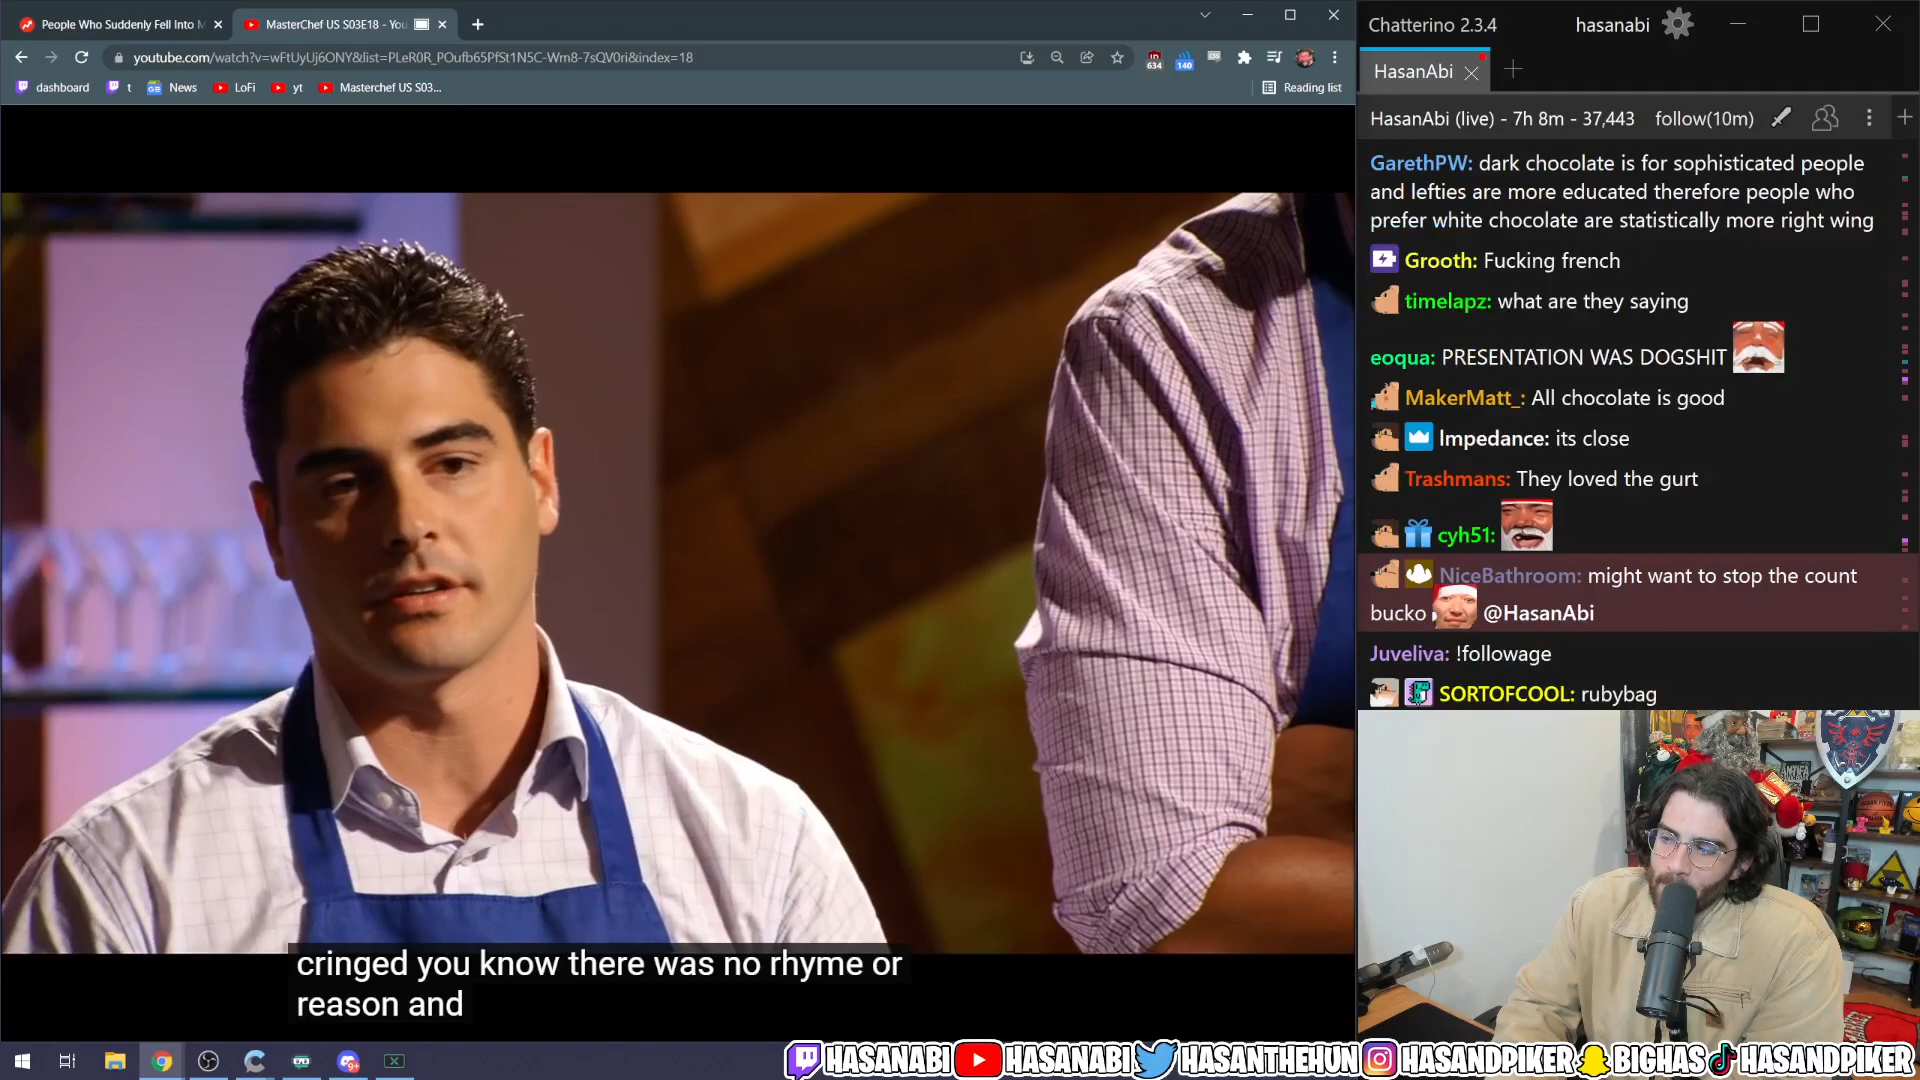 People Who Suddenly Fell Into M
MasterChef US S03E18 - You
youtube.com/watch?v=wFtUyUj6ONY&list=PLeR0R_POufb65PfSt1N5C-Wm8-7sQV0ri&index=18
634
140
dashboard
t
News
LoFi
yt
Masterchef US S03...
Reading list
cringed you know there was no rhyme or
reason and
Chatterino 2.3.4
hasanabi
HasanAbi
HasanAbi (live) - 7h 8m - 37,443
follow(10m)
GarethPW: dark chocolate is for sophisticated people
and lefties are more educated therefore people who
prefer white chocolate are statistically more right wing
Grooth: Fucking french
timelapz: what are they saying
eoqua: PRESENTATION WAS DOGSHIT
MakerMatt_: All chocolate is good
lmpedance: its close
Trashmans: They loved the gurt
cyh51:
NiceBathroom: might want to stop the count
bucko @HasanAbi
Juveliva: !followage
SORTOFCOOL: rubybag
HASANABI HASANABI HASANTHEHUN HASANDPIKER BIGHAS HASANDPIKER